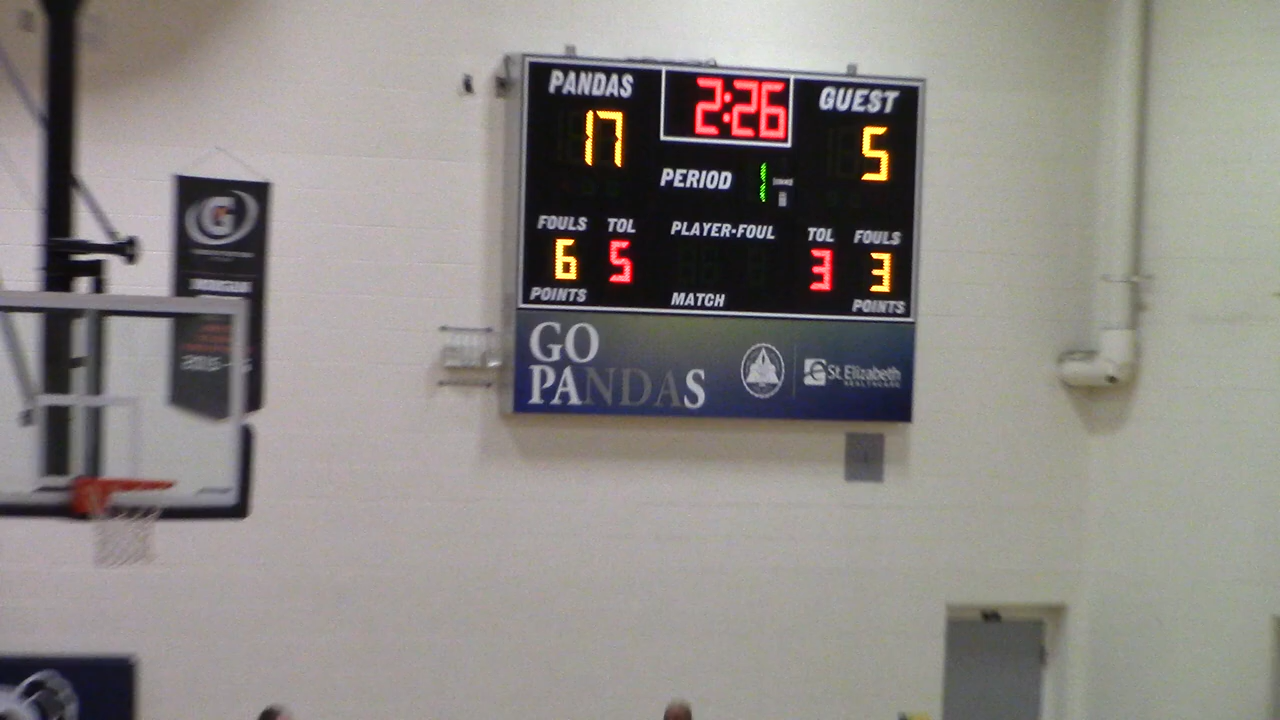 PANDAS 2:26 GUEST
17 5
PERIOD 1
FOULS TOL PLAYER-FOUL TOL FOULS
6 5 3 3
POINTS MATCH POINTS
GO
PANDAS
St. Elizabeth
HEALTHCARE
G